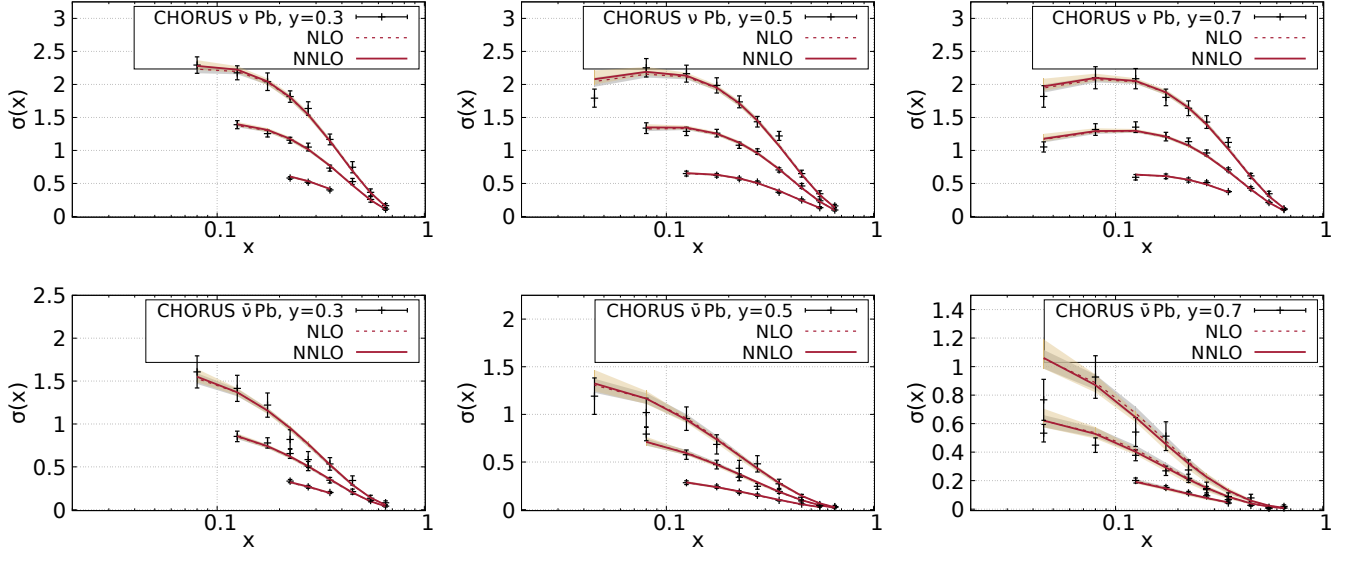 CHORUS ν Pb, y=0.3
NLO
NNLO
σ(x)
3
2.5
2
1.5
1
0.5
0
0.1
1
x
CHORUS ν Pb, y=0.5
NLO
NNLO
σ(x)
3
2.5
2
1.5
1
0.5
0
0.1
1
x
CHORUS ν Pb, y=0.7
NLO
NNLO
σ(x)
3
2.5
2
1.5
1
0.5
0
0.1
1
x
CHORUS ν̄ Pb, y=0.3
NLO
NNLO
σ(x)
2.5
2
1.5
1
0.5
0
0.1
1
x
CHORUS ν̄ Pb, y=0.5
NLO
NNLO
σ(x)
2
1.5
1
0.5
0
0.1
1
x
CHORUS ν̄ Pb, y=0.7
NLO
NNLO
σ(x)
1.4
1.2
1
0.8
0.6
0.4
0.2
0
0.1
1
x